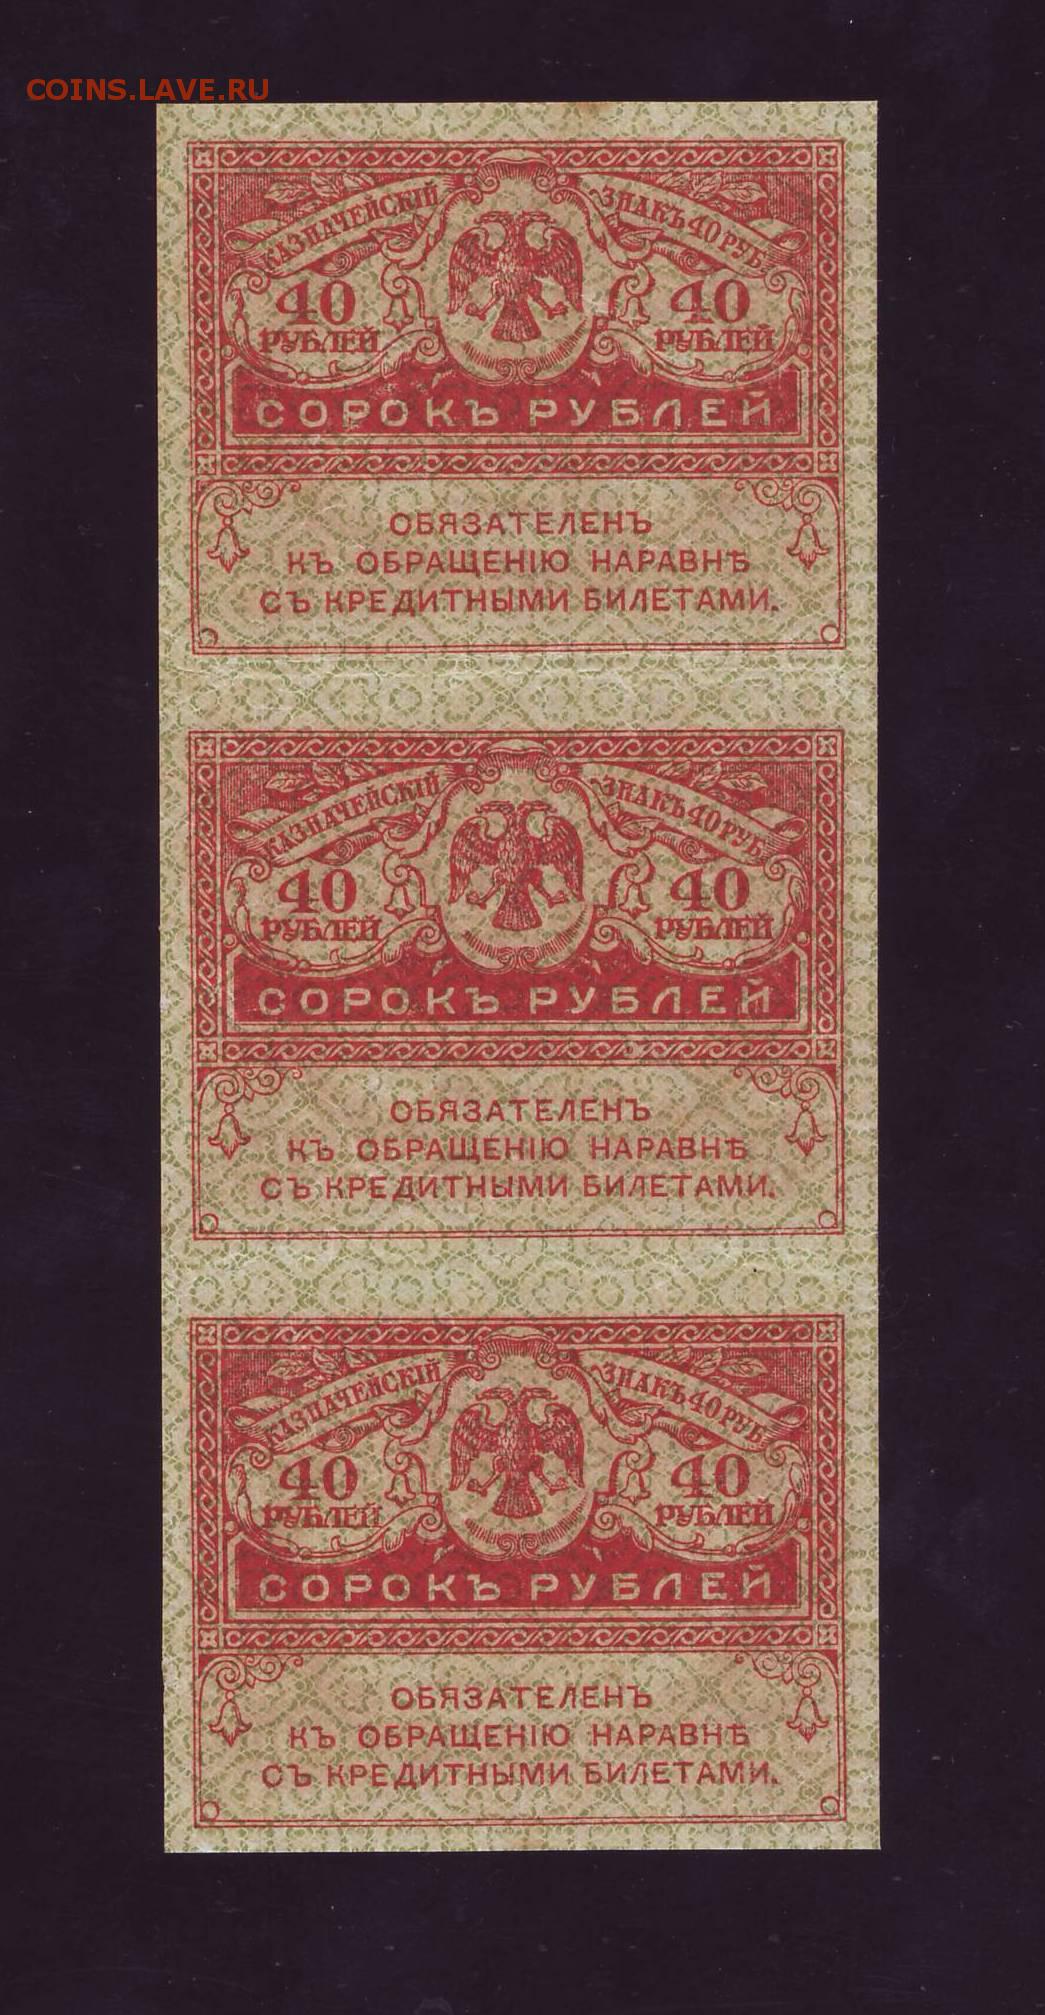 COINS.LAVE.RU
КАЗНАЧЕЙСКІЙ ЗНАКЪ 40 РУБ.
40 40
РУБЛЕЙ РУБЛЕЙ
СОРОКЪ РУБЛЕЙ
ОБЯЗАТЕЛЕНЪ
КЪ ОБРАЩЕНІЮ НАРАВНѢ
СЪ КРЕДИТНЫМИ БИЛЕТАМИ.
КАЗНАЧЕЙСКІЙ ЗНАКЪ 40 РУБ.
40 40
РУБЛЕЙ РУБЛЕЙ
СОРОКЪ РУБЛЕЙ
ОБЯЗАТЕЛЕНЪ
КЪ ОБРАЩЕНІЮ НАРАВНѢ
СЪ КРЕДИТНЫМИ БИЛЕТАМИ.
КАЗНАЧЕЙСКІЙ ЗНАКЪ 40 РУБ.
40 40
РУБЛЕЙ РУБЛЕЙ
СОРОКЪ РУБЛЕЙ
ОБЯЗАТЕЛЕНЪ
КЪ ОБРАЩЕНІЮ НАРАВНѢ
СЪ КРЕДИТНЫМИ БИЛЕТАМИ.